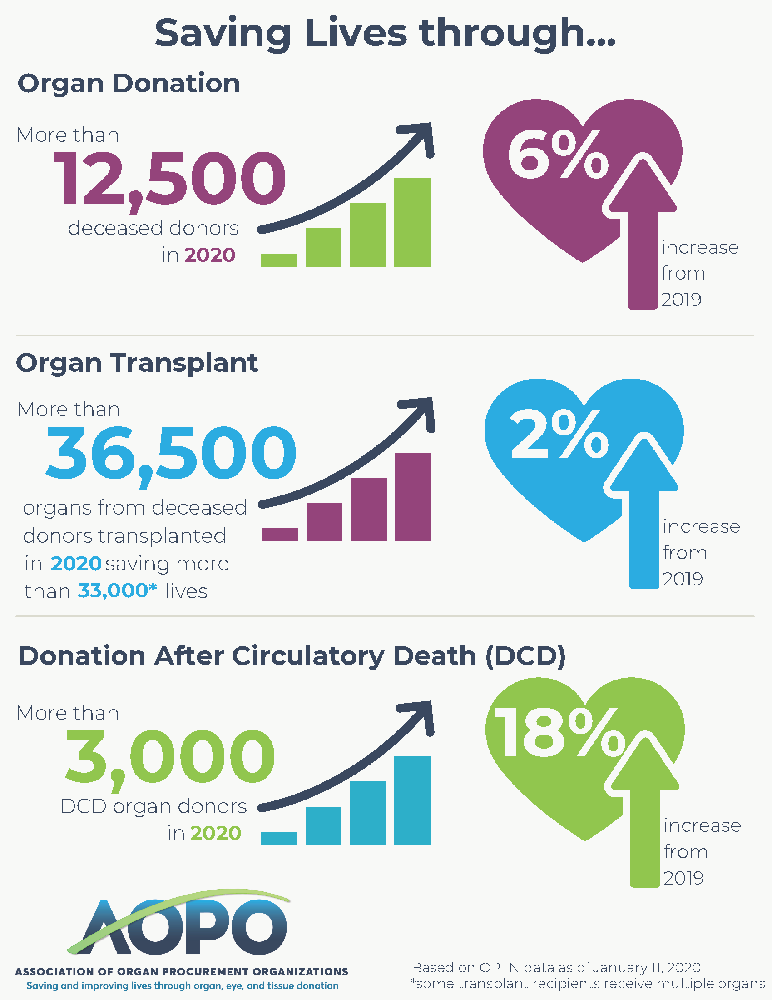 Saving Lives through...
Organ Donation
More than
12,500
deceased donors
in 2020
6%
increase
from
2019
Organ Transplant
More than
36,500
organs from deceased
donors transplanted
in 2020 saving more
than 33,000* lives
2%
increase
from
2019
Donation After Circulatory Death (DCD)
More than
3,000
DCD organ donors
in 2020
18%
increase
from
2019
AOPO
ASSOCIATION OF ORGAN PROCUREMENT ORGANIZATIONS
Saving and improving lives through organ, eye, and tissue donation
Based on OPTN data as of January 11, 2020
*some transplant recipients receive multiple organs